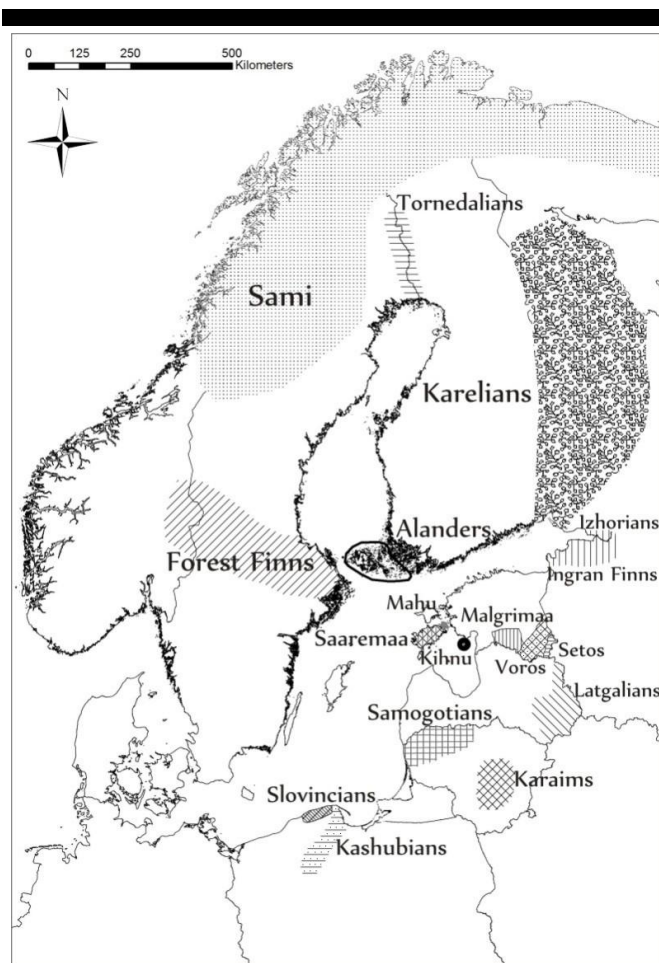 0 125 250 500
Kilometers
N
Tornedalians
Sami
Karelians
Alanders
Izhorians
Forest Finns
Ingran Finns
Mahu
Malgrimaa
Saaremaa
Kihnu
Setos
Voros
Latgalians
Samogotians
Karaims
Slovincians
Kashubians